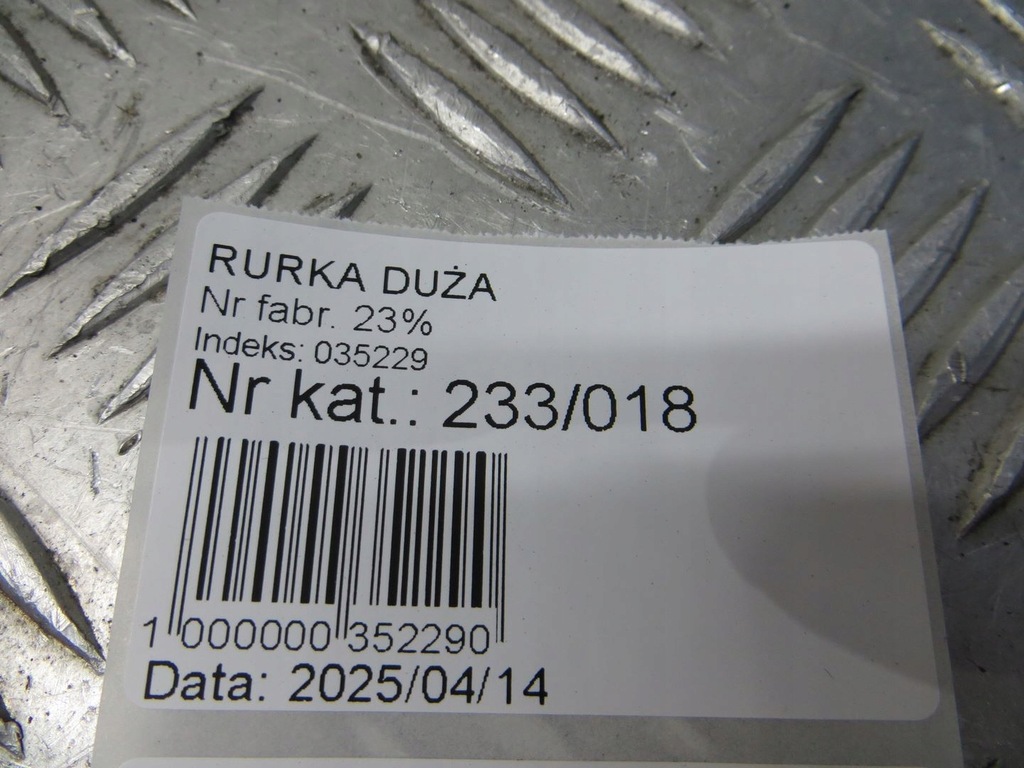 RURKA DUŻA
Nr fabr. 23%
Indeks: 035229
Nr kat.: 233/018
1 000000 352290
Data: 2025/04/14